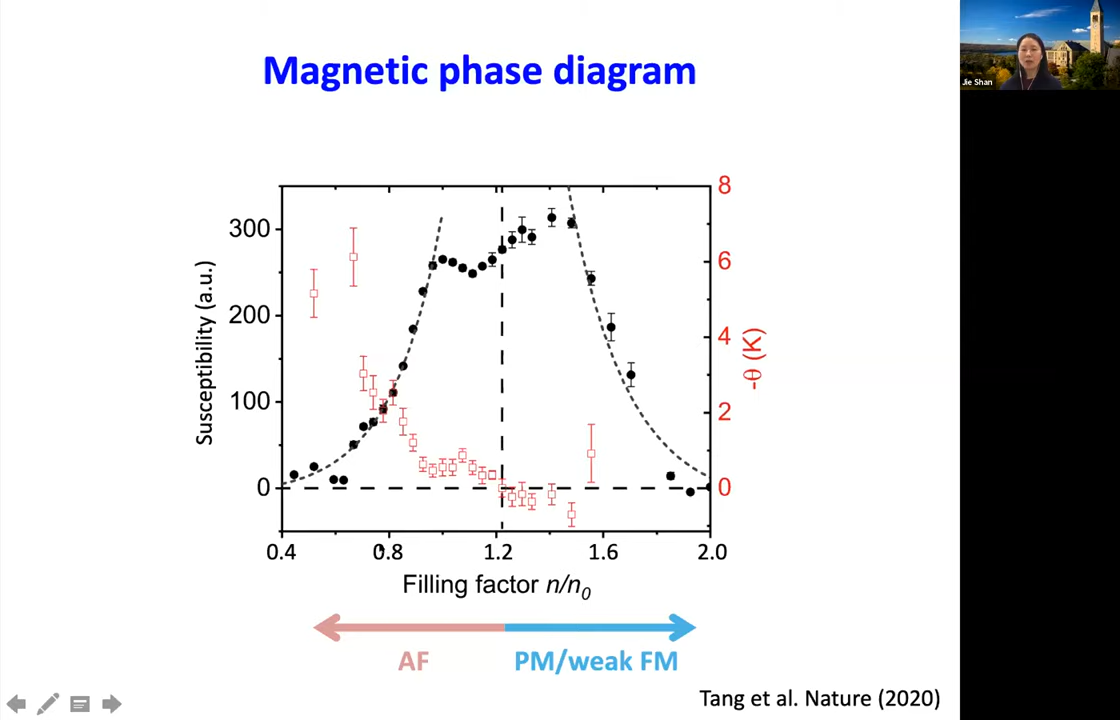 Magnetic phase diagram
Jie Shan
Susceptibility (a.u.)
300
200
100
0
8
6
4
2
0
-θ (K)
0.4 0.8 1.2 1.6 2.0
Filling factor n/n₀
AF PM/weak FM
Tang et al. Nature (2020)